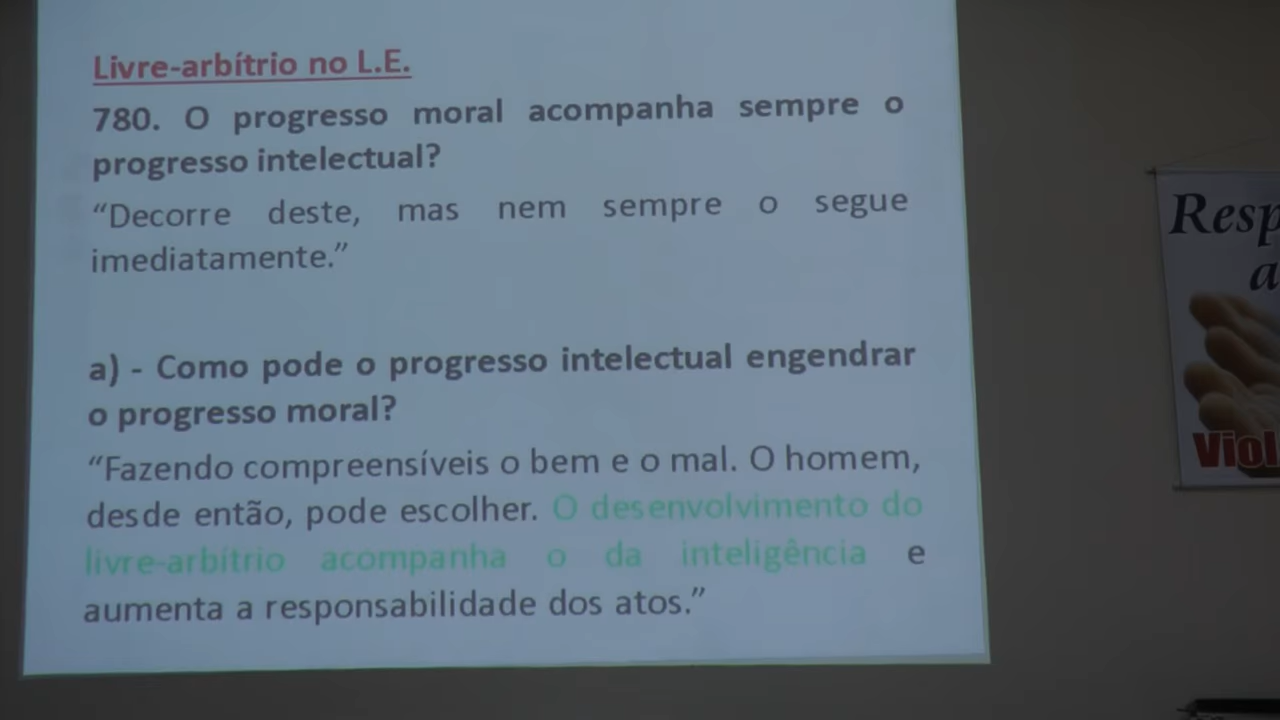 Livre-arbítrio no L.E.
780. O progresso moral acompanha sempre o
progresso intelectual?
“Decorre deste, mas nem sempre o segue
imediatamente.”
a) - Como pode o progresso intelectual engendrar
o progresso moral?
“Fazendo compreensíveis o bem e o mal. O homem,
desde então, pode escolher. O desenvolvimento do
livre-arbítrio acompanha o da inteligência e
aumenta a responsabilidade dos atos.”